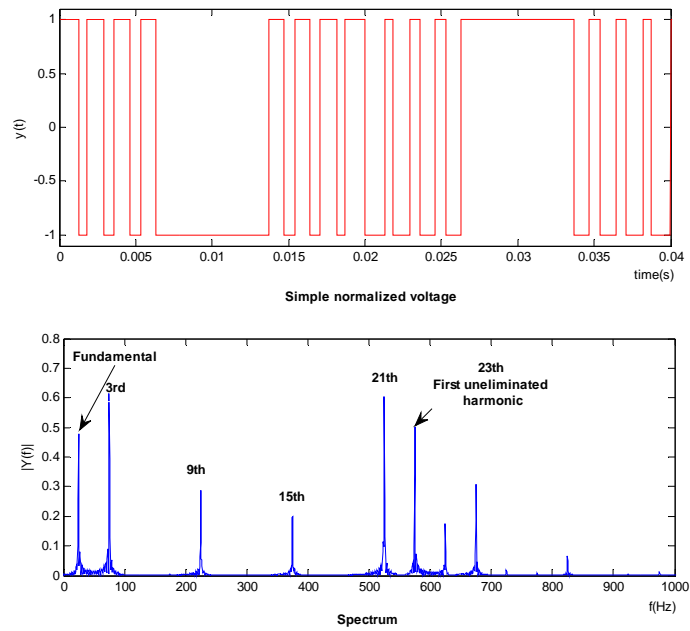 1
0.5
0
-0.5
-1
y(t)
0 0.005 0.01 0.015 0.02 0.025 0.03 0.035 0.04
time(s)
Simple normalized voltage
0.8
0.7
0.6
0.5
0.4
0.3
0.2
0.1
0
|Y(f)|
Fundamental
3rd
9th
15th
21th
23th
First uneliminated
harmonic
0 100 200 300 400 500 600 700 800 900 1000
f(Hz)
Spectrum